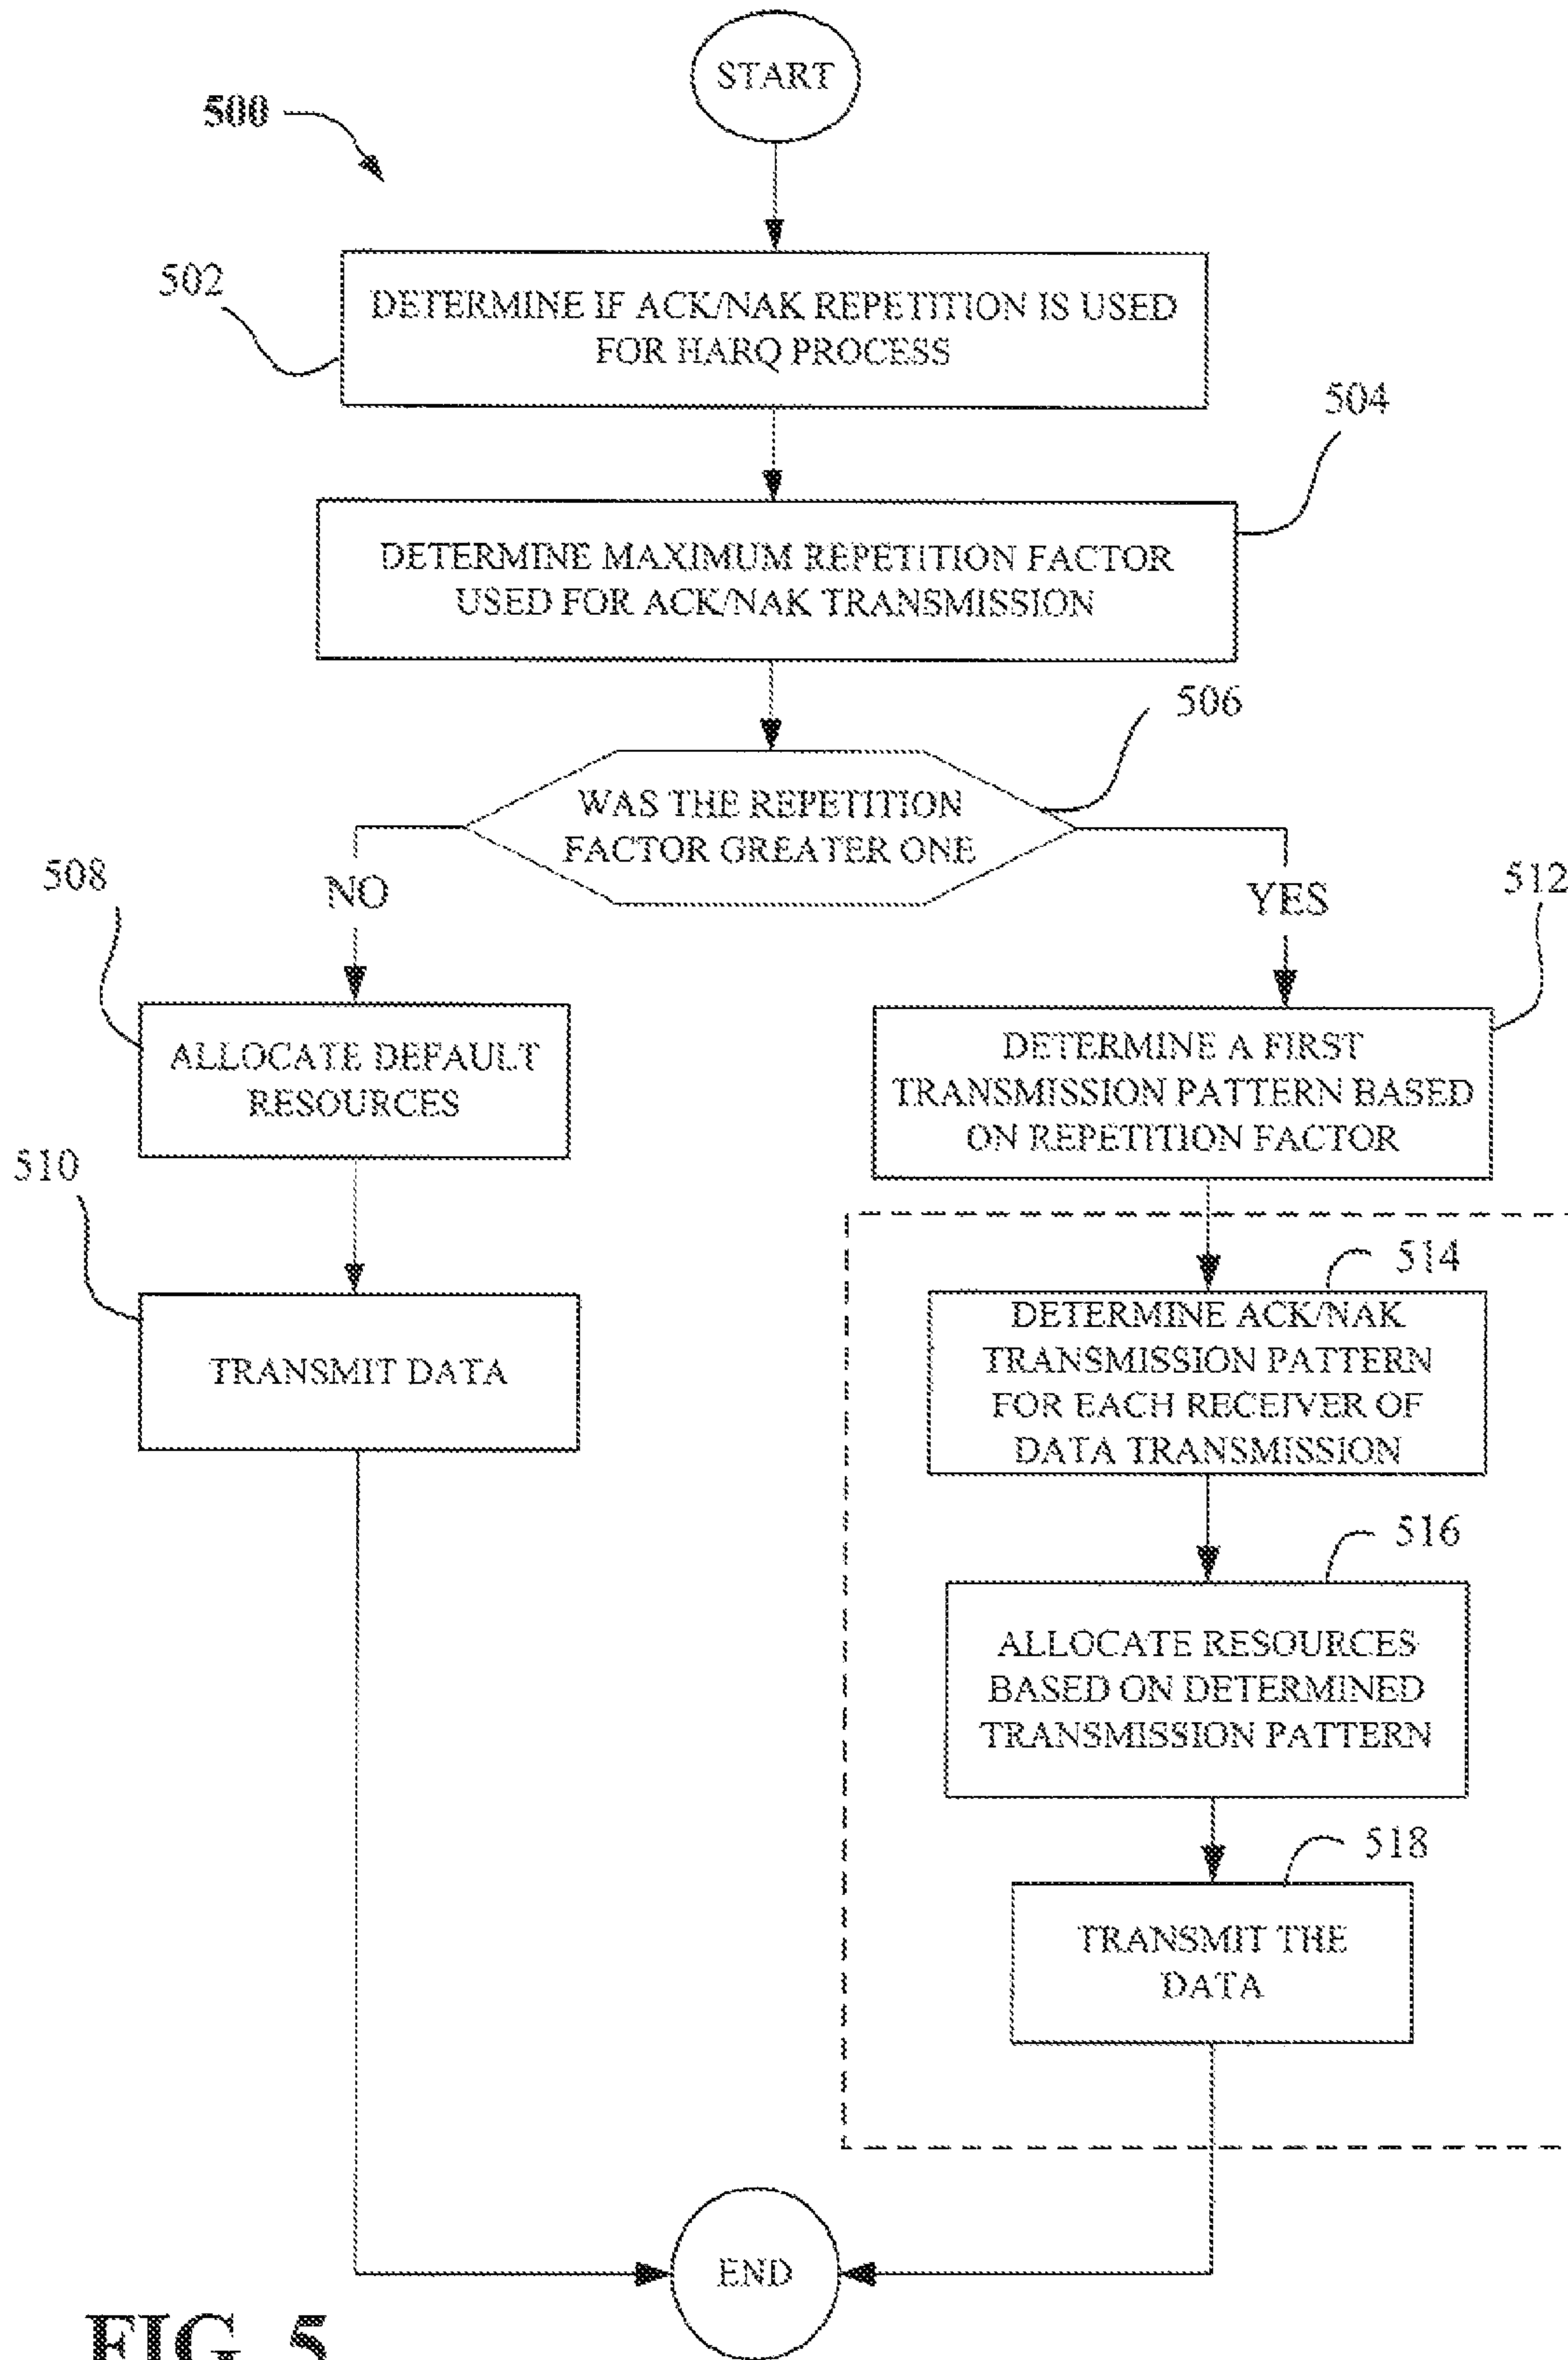 START
500
502
DETERMINE IF ACK/NAK REPETITION IS USED
FOR HARQ PROCESS
504
DETERMINE MAXIMUM REPETITION FACTOR
USED FOR ACK/NAK TRANSMISSION
506
WAS THE REPETITION
FACTOR GREATER ONE
NO
YES
508
ALLOCATE DEFAULT
RESOURCES
512
DETERMINE A FIRST
TRANSMISSION PATTERN BASED
ON REPETITION FACTOR
510
TRANSMIT DATA
514
DETERMINE ACK/NAK
TRANSMISSION PATTERN
FOR EACH RECEIVER OF
DATA TRANSMISSION
516
ALLOCATE RESOURCES
BASED ON DETERMINED
TRANSMISSION PATTERN
518
TRANSMIT THE
DATA
END
FIG. 5